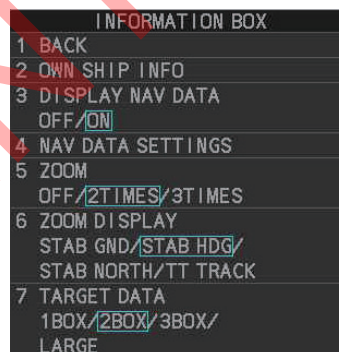 INFORMATION BOX
1 BACK
2 OWN SHIP INFO
3 DISPLAY NAV DATA
OFF/ON
4 NAV DATA SETTINGS
5 ZOOM
OFF/2TIMES/3TIMES
6 ZOOM DISPLAY
STAB GND/STAB HDG/
STAB NORTH/TT TRACK
7 TARGET DATA
1BOX/2BOX/3BOX/
LARGE